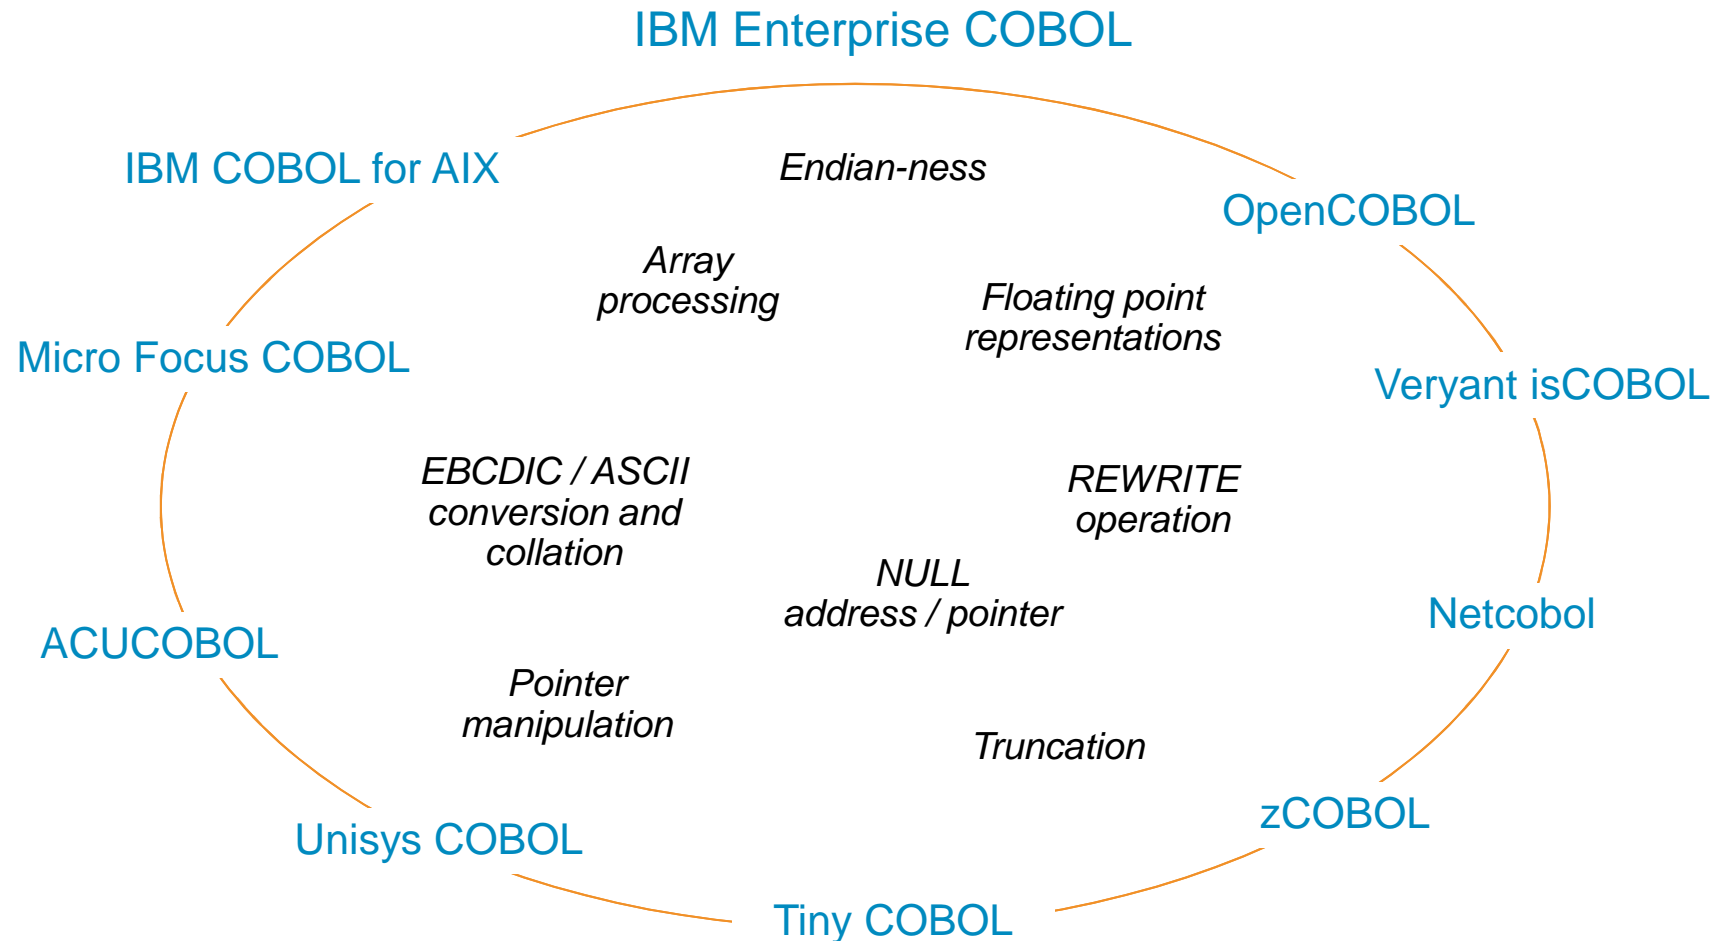 IBM Enterprise COBOL
IBM COBOL for AIX
Endian-ness
OpenCOBOL
Array
processing
Floating point
representations
Micro Focus COBOL
Veryant isCOBOL
EBCDIC / ASCII
conversion and
collation
REWRITE
operation
NULL
address / pointer
Netcobol
ACUCOBOL
Pointer
manipulation
Truncation
zCOBOL
Unisys COBOL
Tiny COBOL